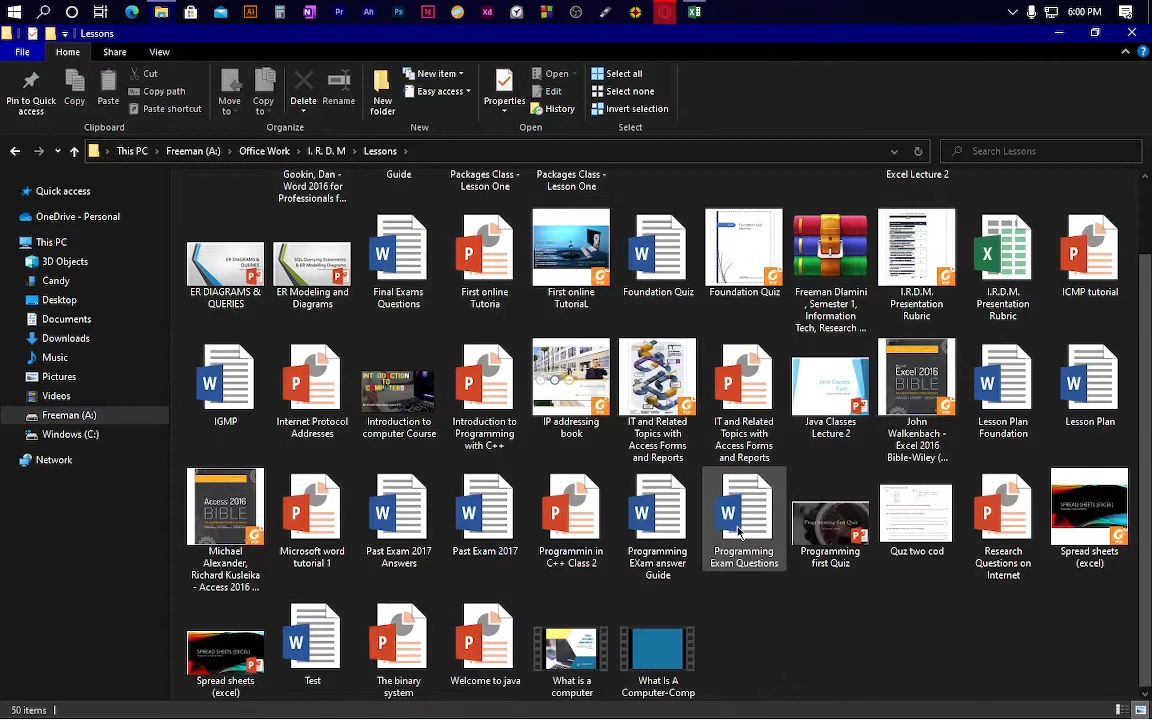 6:00 PM
Lessons
File
Home
Share
View
Pin to Quick
access
Copy
Paste
Cut
Copy path
Paste shortcut
Clipboard
Move
to
Copy
to
Delete
Rename
Organize
New
folder
New item
Easy access
New
Properties
Open
Edit
History
Open
Select all
Select none
Invert selection
Select
This PC
Freeman (A:)
Office Work
I. R. D. M
Lessons
Search Lessons
Quick access
OneDrive - Personal
This PC
3D Objects
Candy
Desktop
Documents
Downloads
Music
Pictures
Videos
Freeman (A:)
Windows (C:)
Network
Gookin, Dan -
Word 2016 for
Professionals f...
Guide
Packages Class -
Lesson One
Packages Class -
Lesson One
Excel Lecture 2
ER DIAGRAMS &
QUERIES
ER Modeling and
Diagrams
Final Exams
Questions
First online
Tutoria
First online
TutoriaL
Foundation Quiz
Foundation Quiz
Freeman Dlamini
, Semester 1,
Information
Tech, Research ...
I.R.D.M.
Presentation
Rubric
I.R.D.M.
Presentation
Rubric
ICMP tutorial
IGMP
Internet Protocol
Addresses
Introduction to
computer Course
Introduction to
Programming
with C++
IP addressing
book
IT and Related
Topics with
Access Forms
and Reports
IT and Related
Topics with
Access Forms
and Reports
Java Classes
Lecture 2
John
Walkenbach -
Excel 2016
Bible-Wiley (...
Lesson Plan
Foundation
Lesson Plan
Michael
Alexander,
Richard Kusleika
- Access 2016 ...
Microsoft word
tutorial 1
Past Exam 2017
Answers
Past Exam 2017
Programmin in
C++ Class 2
Programming
EXam answer
Guide
Programming
Exam Questions
Programming
first Quiz
Quz two cod
Research
Questions on
Internet
Spread sheets
(excel)
Spread sheets
(excel)
Test
The binary
system
Welcome to java
What is a
computer
What Is A
Computer-Comp
50 items